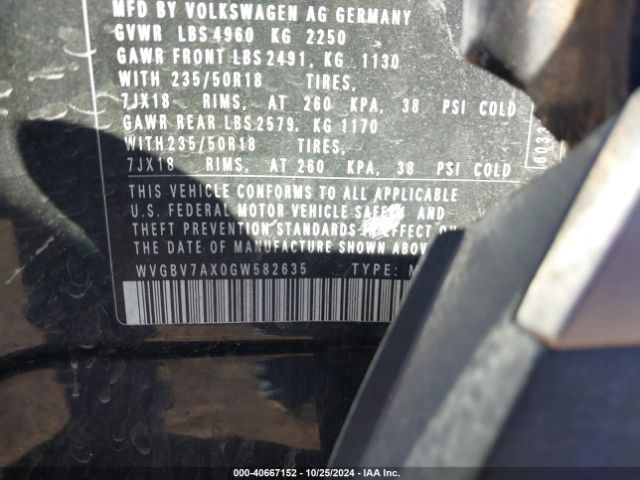 MFD BY VOLKSWAGEN AG GERMANY
GVWR LBS 4960 KG 2250
GAWR FRONT LBS 2491, KG 1130
WITH 235/50R18 TIRES,
7JX18 RIMS, AT 260 KPA, 38 PSI COLD
GAWR REAR LBS 2579, KG 1170
WITH235/50R18 TIRES,
7JX18 RIMS, AT 260 KPA, 38 PSI COLD
THIS VEHICLE CONFORMS TO ALL APPLICABLE
U.S. FEDERAL MOTOR VEHICLE SAFETY AND
THEFT PREVENTION STANDARDS IN EFFECT ON
THE DATE OF MANUFACTURE SHOWN ABOVE
WVGBV7AX0GW582635 TYPE:
000-40667152 - 10/25/2024 - IAA Inc.